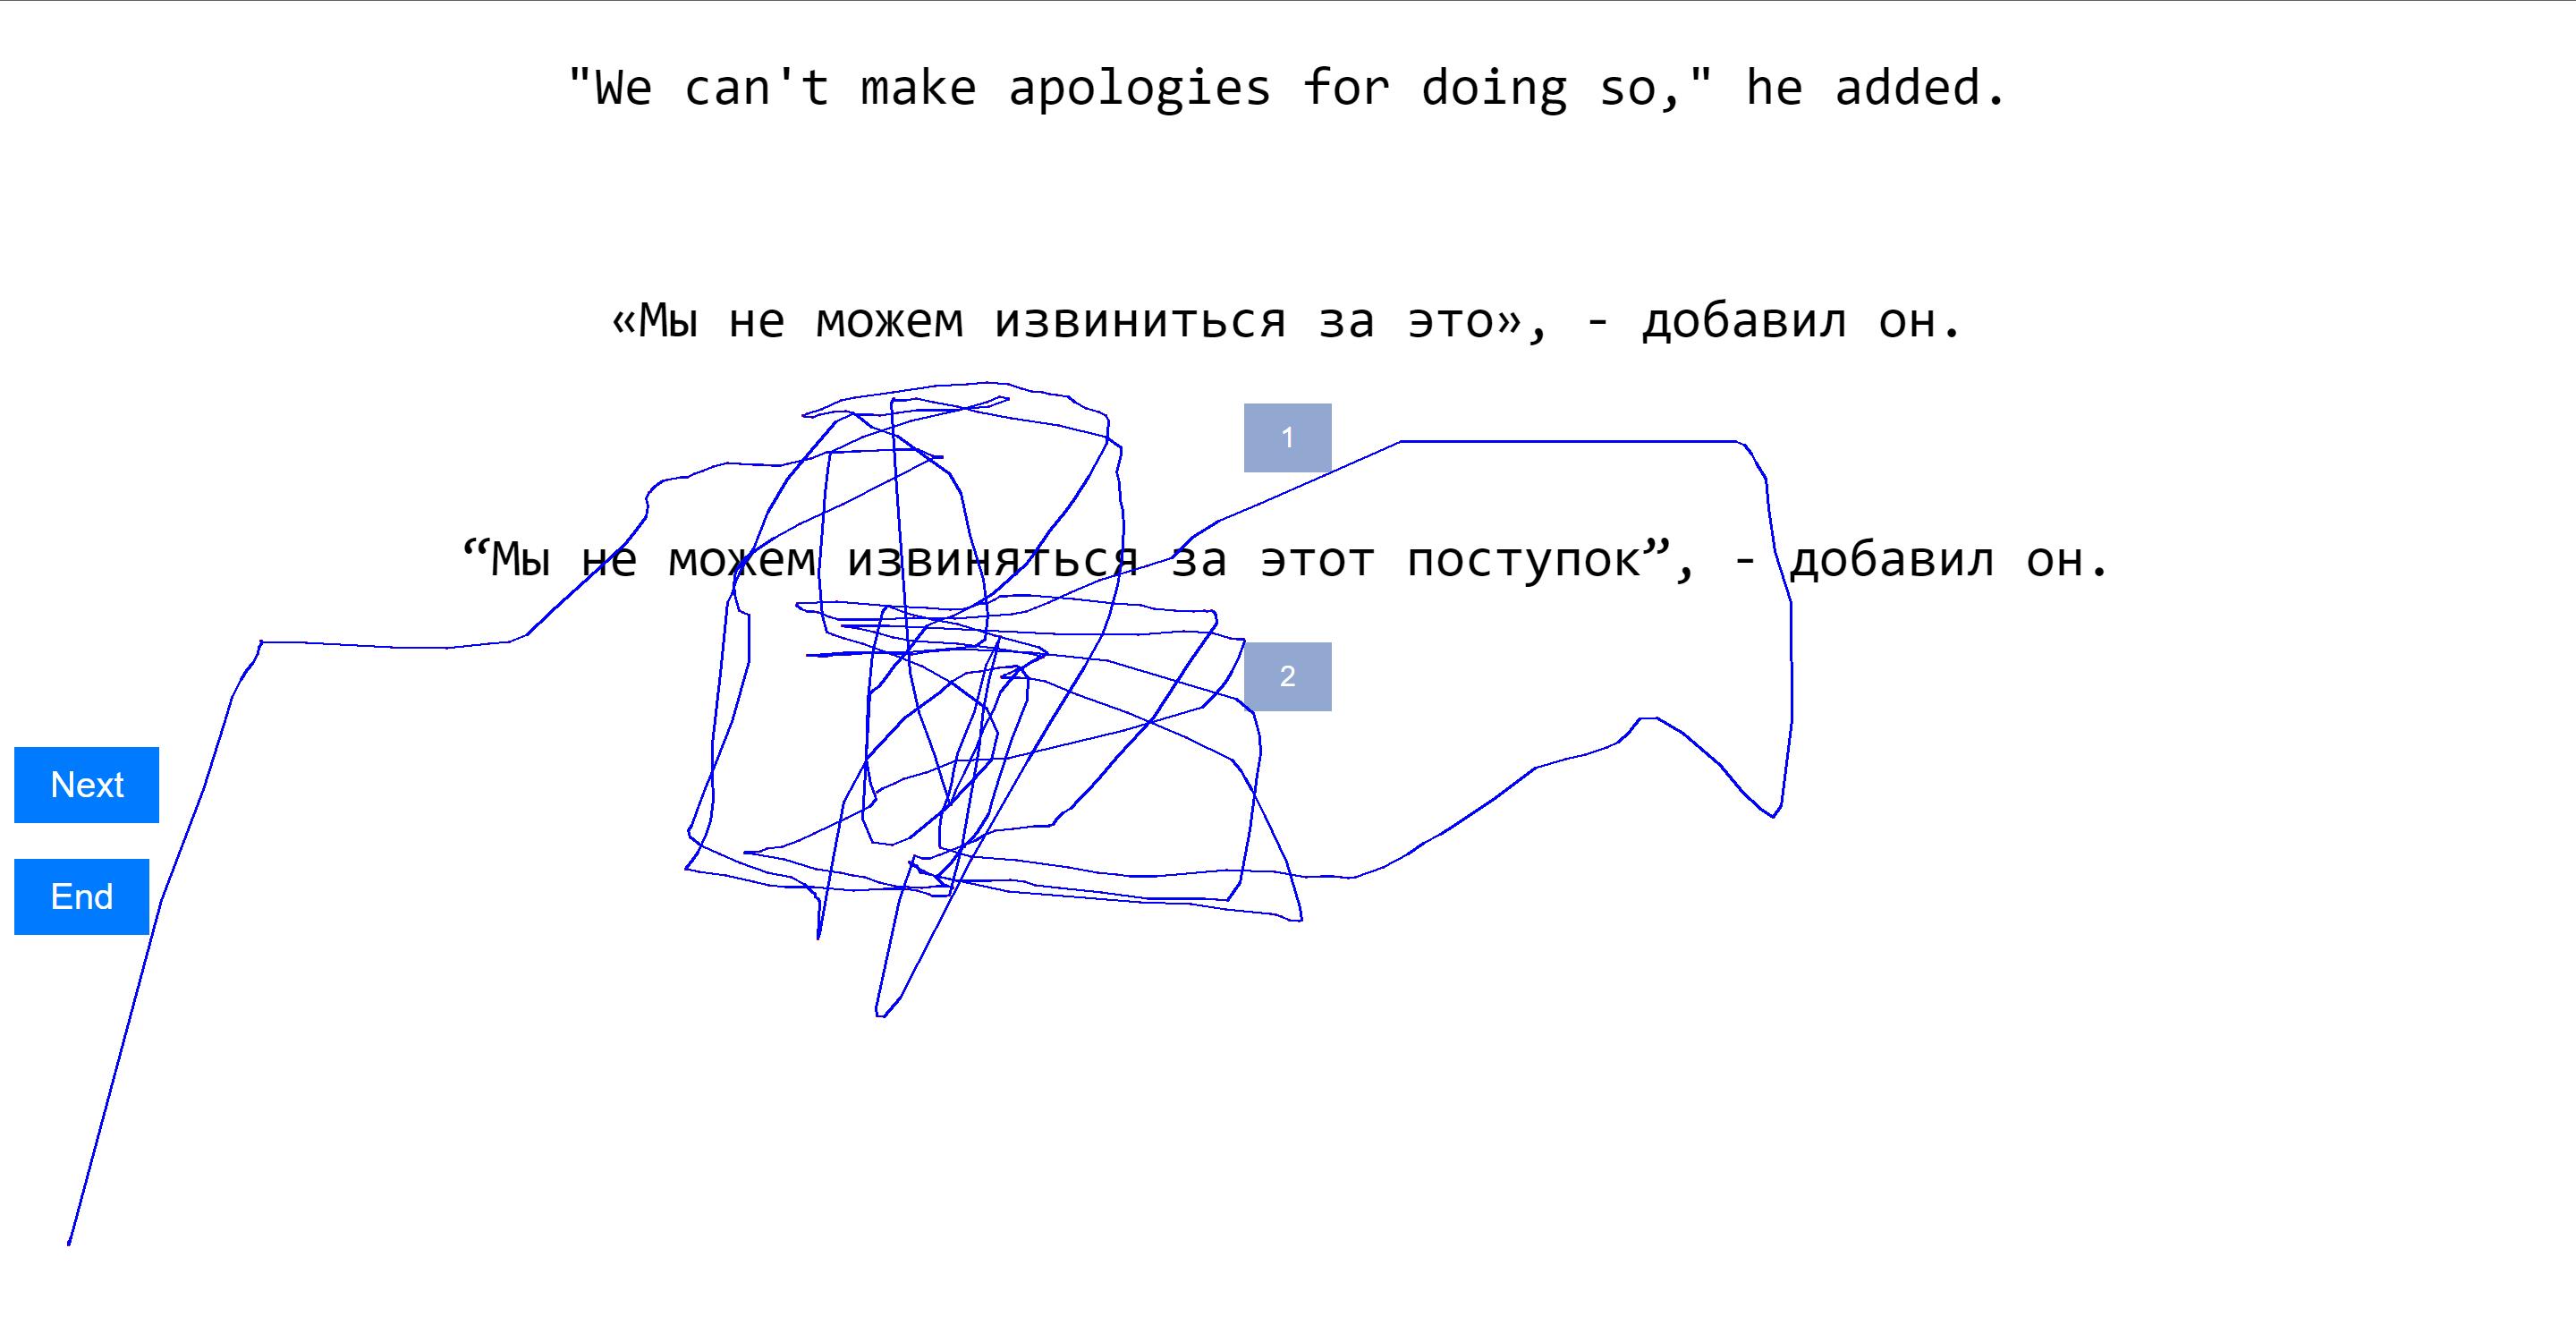 "We can't make apologies for doing so," he added.
«Мы не можем извиниться за это», - добавил он.
1
“Мы не можем извиняться за этот поступок”, - добавил он.
2
Next
End